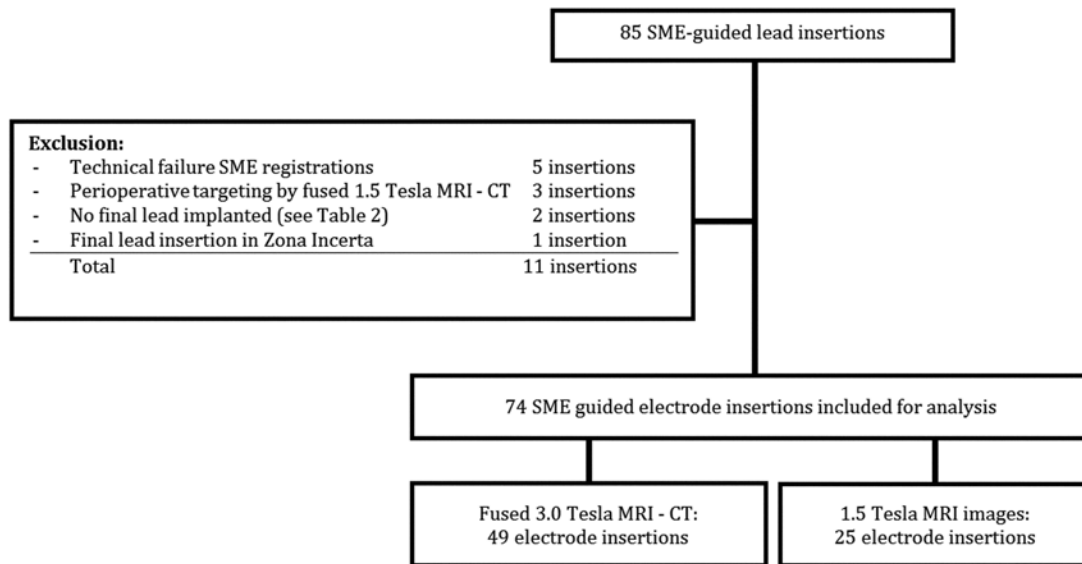 85 SME-guided lead insertions
Exclusion:
- Technical failure SME registrations 5 insertions
- Perioperative targeting by fused 1.5 Tesla MRI - CT 3 insertions
- No final lead implanted (see Table 2) 2 insertions
- Final lead insertion in Zona Incerta 1 insertion
Total 11 insertions
74 SME guided electrode insertions included for analysis
Fused 3.0 Tesla MRI - CT:
49 electrode insertions
1.5 Tesla MRI images:
25 electrode insertions